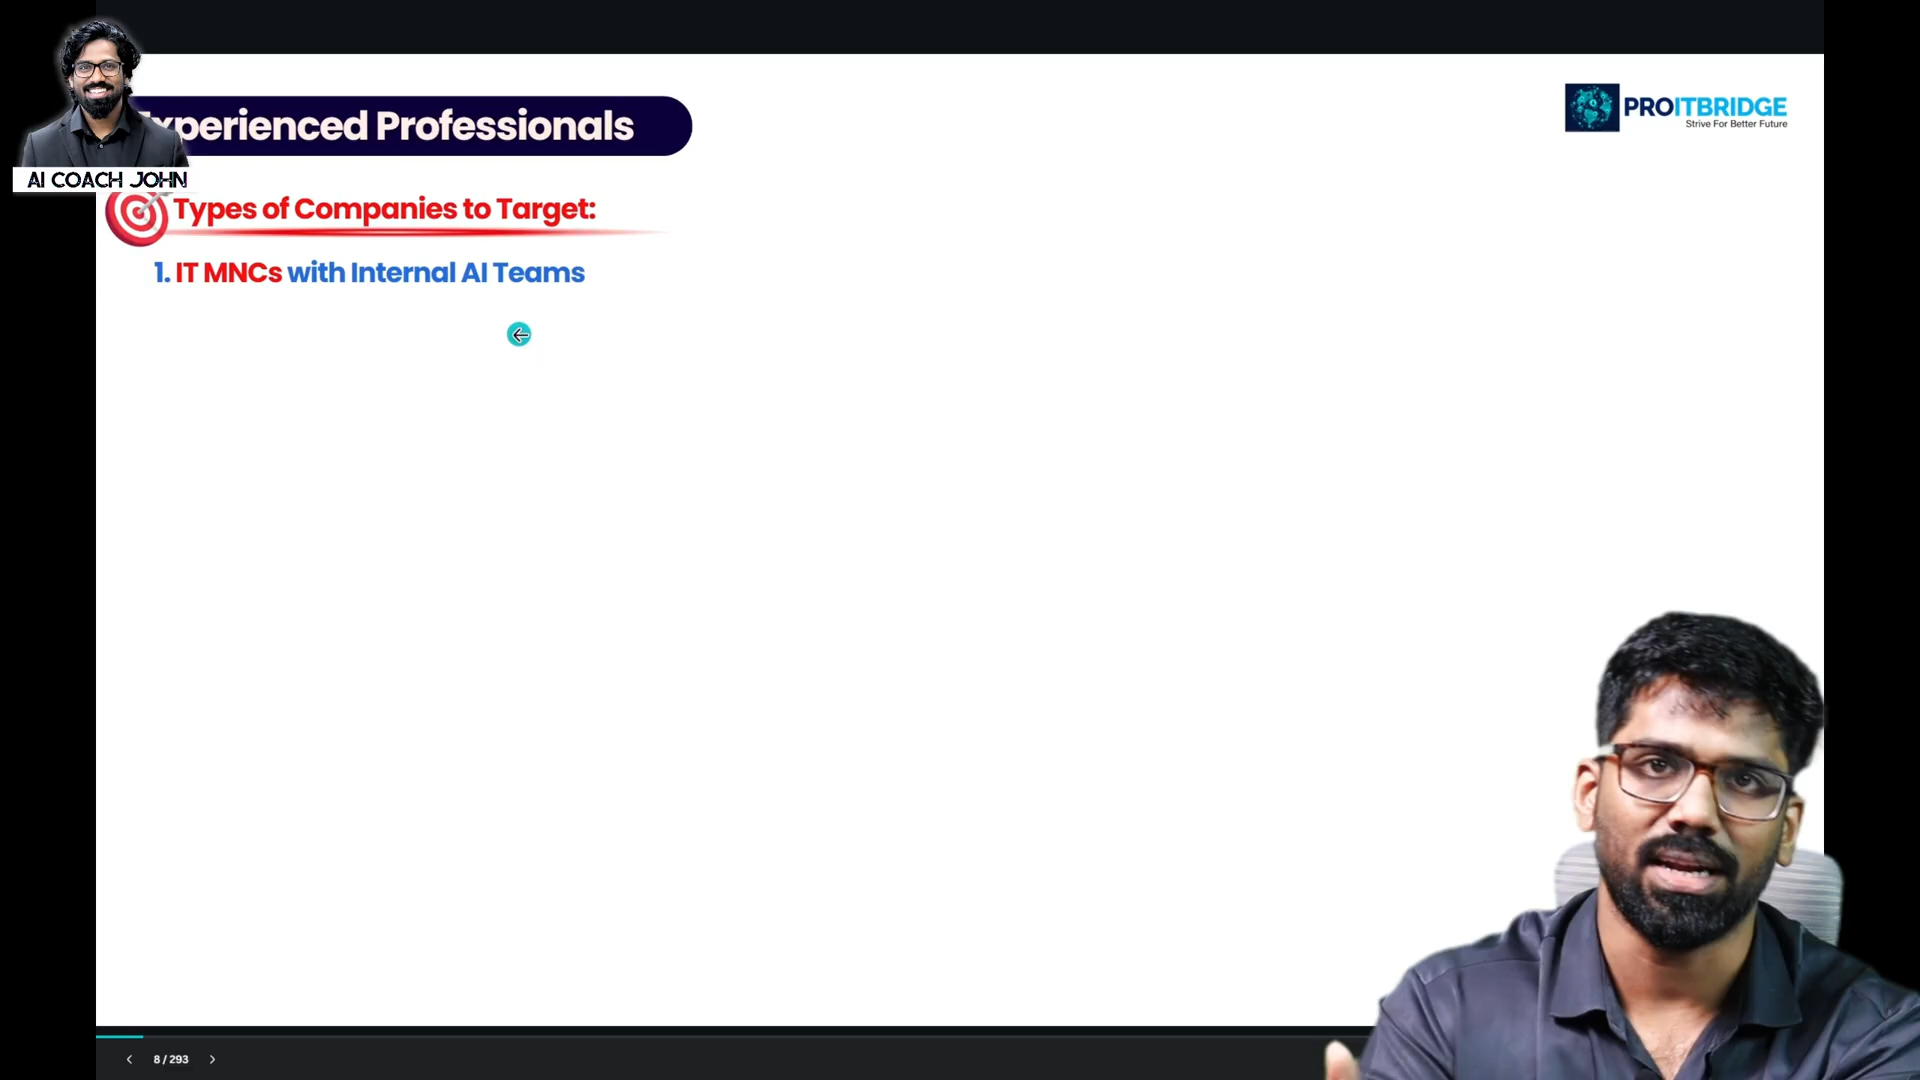 xperienced Professionals
PROITBRIDGE
Strive For Better Future
AI COACH JOHN
Types of Companies to Target:
1. IT MNCs with Internal AI Teams
8 / 293